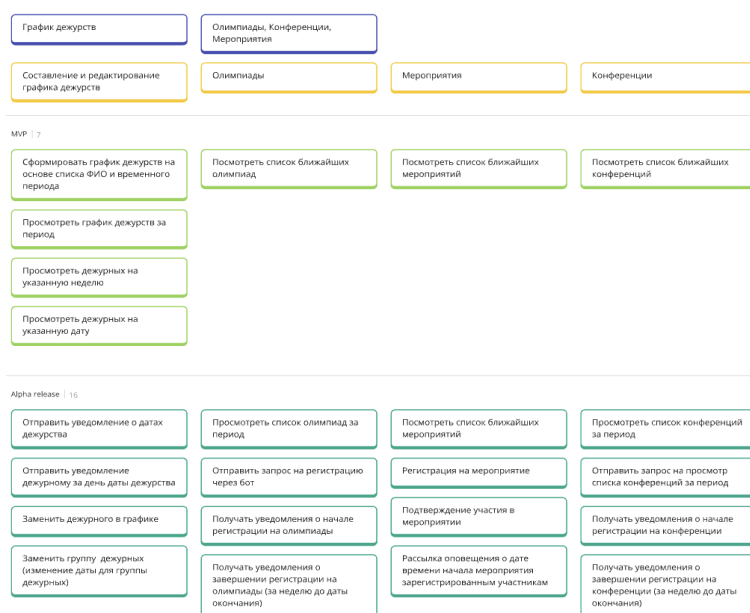 График дежурств
Олимпиады, Конференции,
Мероприятия
Составление и редактирование
графика дежурств
Олимпиады
Мероприятия
Конференции
MVP | 7
Сформировать график дежурств на
основе списка ФИО и временного
периода
Посмотреть список ближайших
олимпиад
Посмотреть список ближайших
мероприятий
Посмотреть список ближайших
конференций
Просмотреть график дежурств за
период
Просмотреть дежурных на
указанную неделю
Просмотреть дежурных на
указанную дату
Alpha release | 16
Отправить уведомление о датах
дежурства
Просмотреть список олимпиад за
период
Посмотреть список ближайших
мероприятий
Просмотреть список конференций
за период
Отправить уведомление
дежурному за день даты дежурства
Отправить запрос на регистрацию
через бот
Регистрация на мероприятие
Отправить запрос на просмотр
списка конференций за период
Заменить дежурного в графике
Получать уведомления о начале
регистрации на олимпиады
Подтверждение участия в
мероприятии
Получать уведомления о начале
регистрации на конференции
Заменить группу дежурных
(изменение даты для группы
дежурных)
Получать уведомления о
завершении регистрации на
олимпиады (за неделю до даты
окончания)
Рассылка оповещения о дате
времени начала мероприятия
зарегистрированным участникам
Получать уведомления о
завершении регистрации на
конференции (за неделю до даты
окончания)